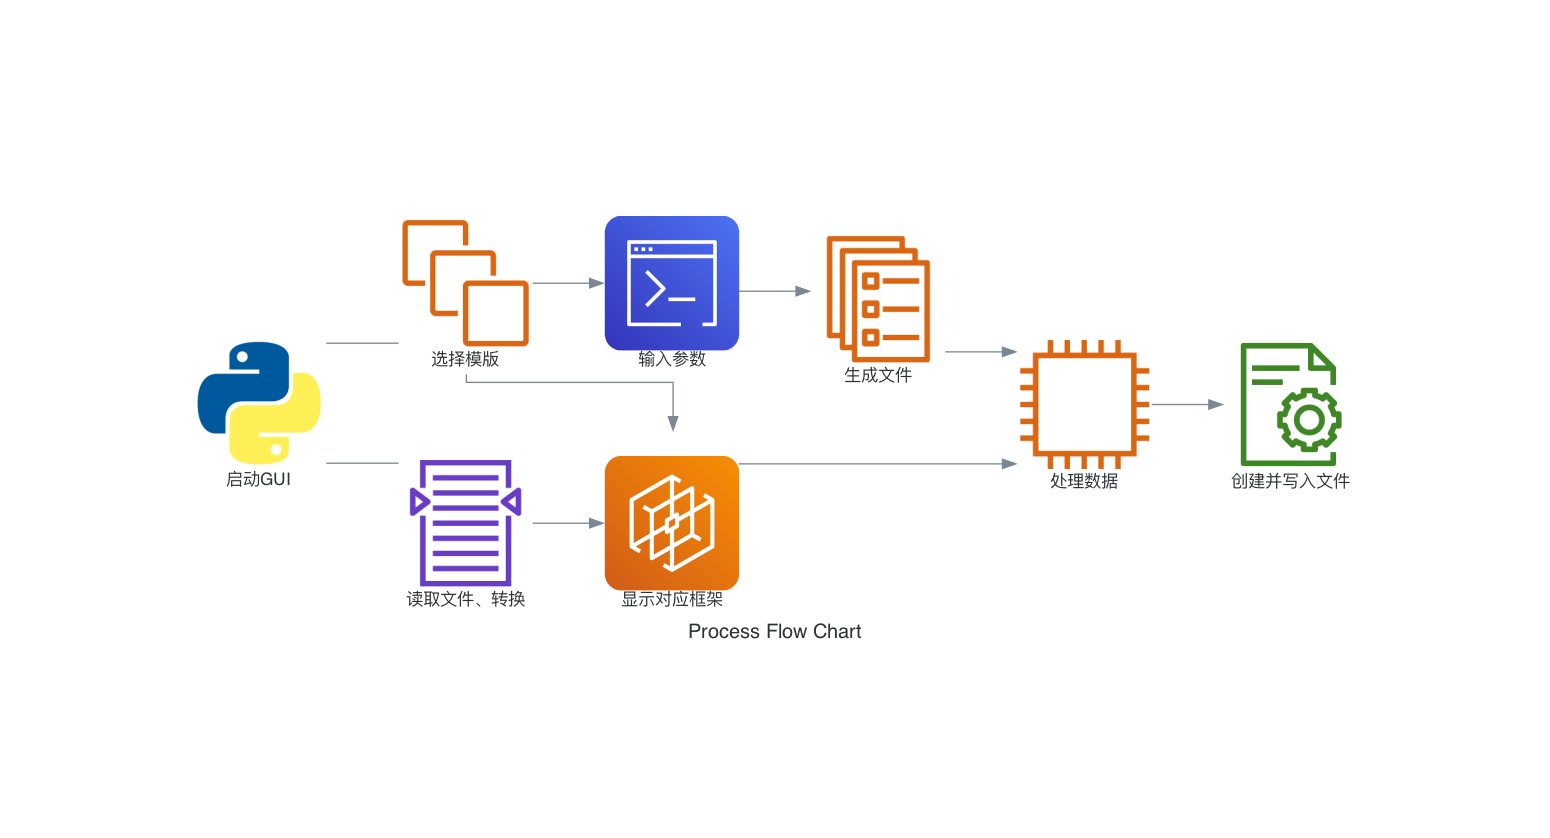 启动GUI
选择模版
输入参数
生成文件
读取文件、转换
显示对应框架
处理数据
创建并写入文件
Process Flow Chart